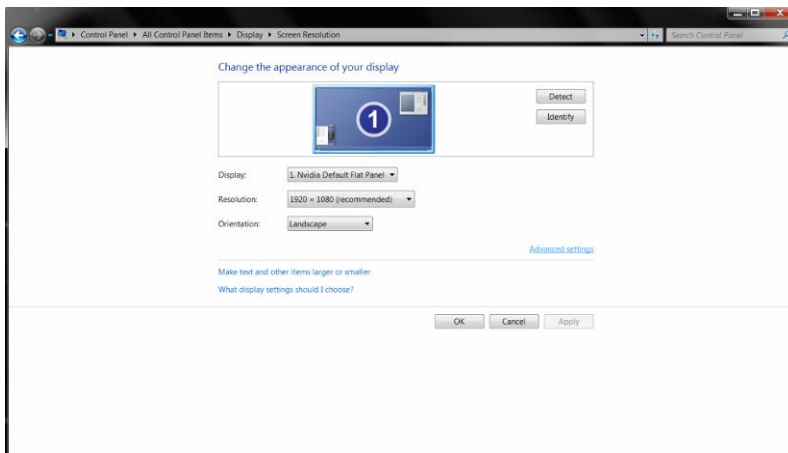 Control Panel ▸ All Control Panel Items ▸ Display ▸ Screen Resolution
Search Control Panel
Change the appearance of your display
1
Detect
Identify
Display: 1. Nvidia Default Flat Panel
Resolution: 1920 × 1080 (recommended)
Orientation: Landscape
Advanced settings
Make text and other items larger or smaller
What display settings should I choose?
OK Cancel Apply